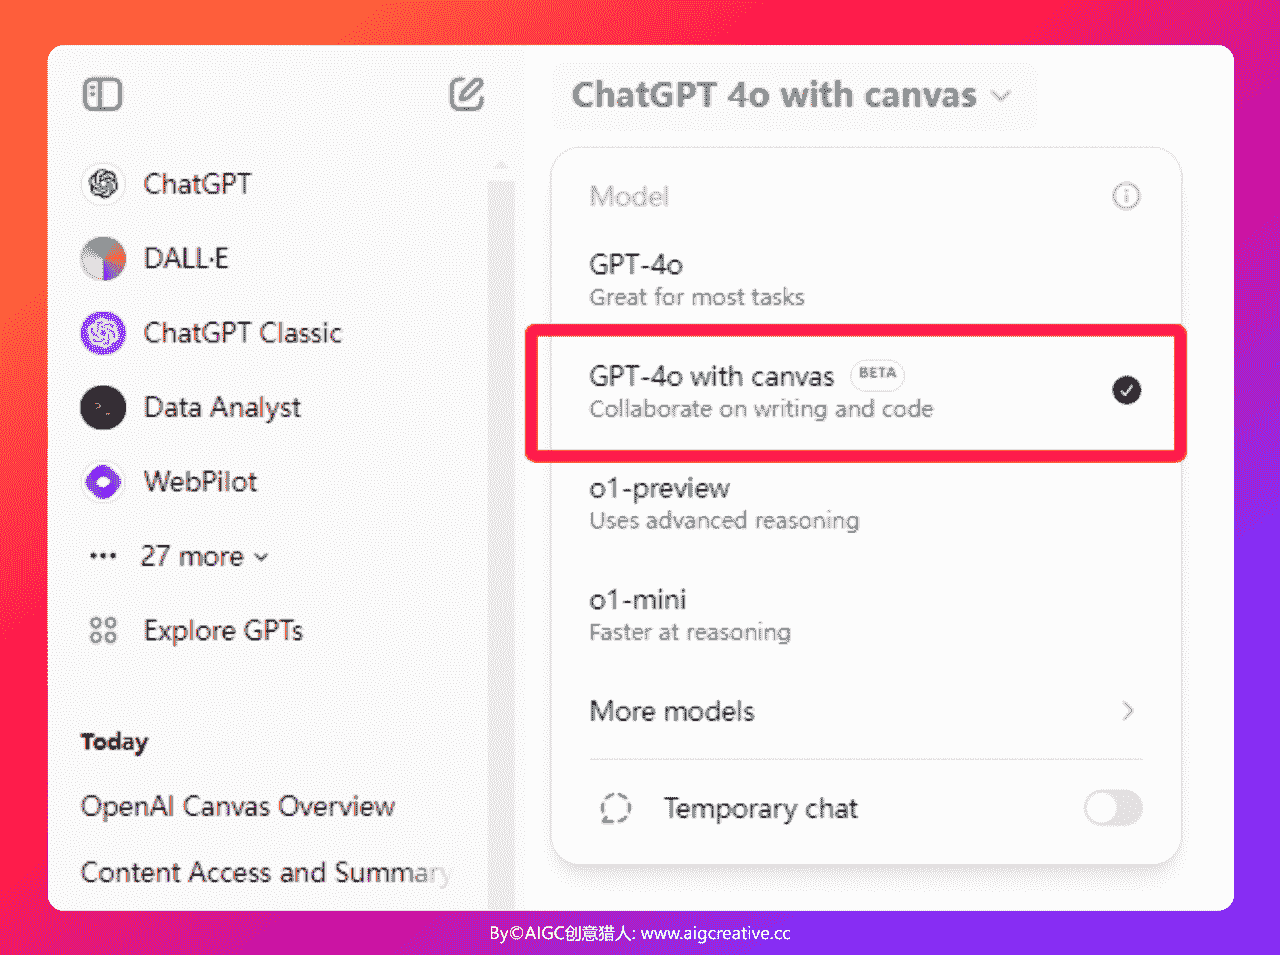 ChatGPT 4o with canvas
ChatGPT
DALL·E
ChatGPT Classic
Data Analyst
WebPilot
27 more
Explore GPTs
Today
OpenAI Canvas Overview
Content Access and Summary
Model
GPT-4o
Great for most tasks
GPT-4o with canvas BETA
Collaborate on writing and code
o1-preview
Uses advanced reasoning
o1-mini
Faster at reasoning
More models
Temporary chat
By©AIGC创意猎人: www.aigcreative.cc